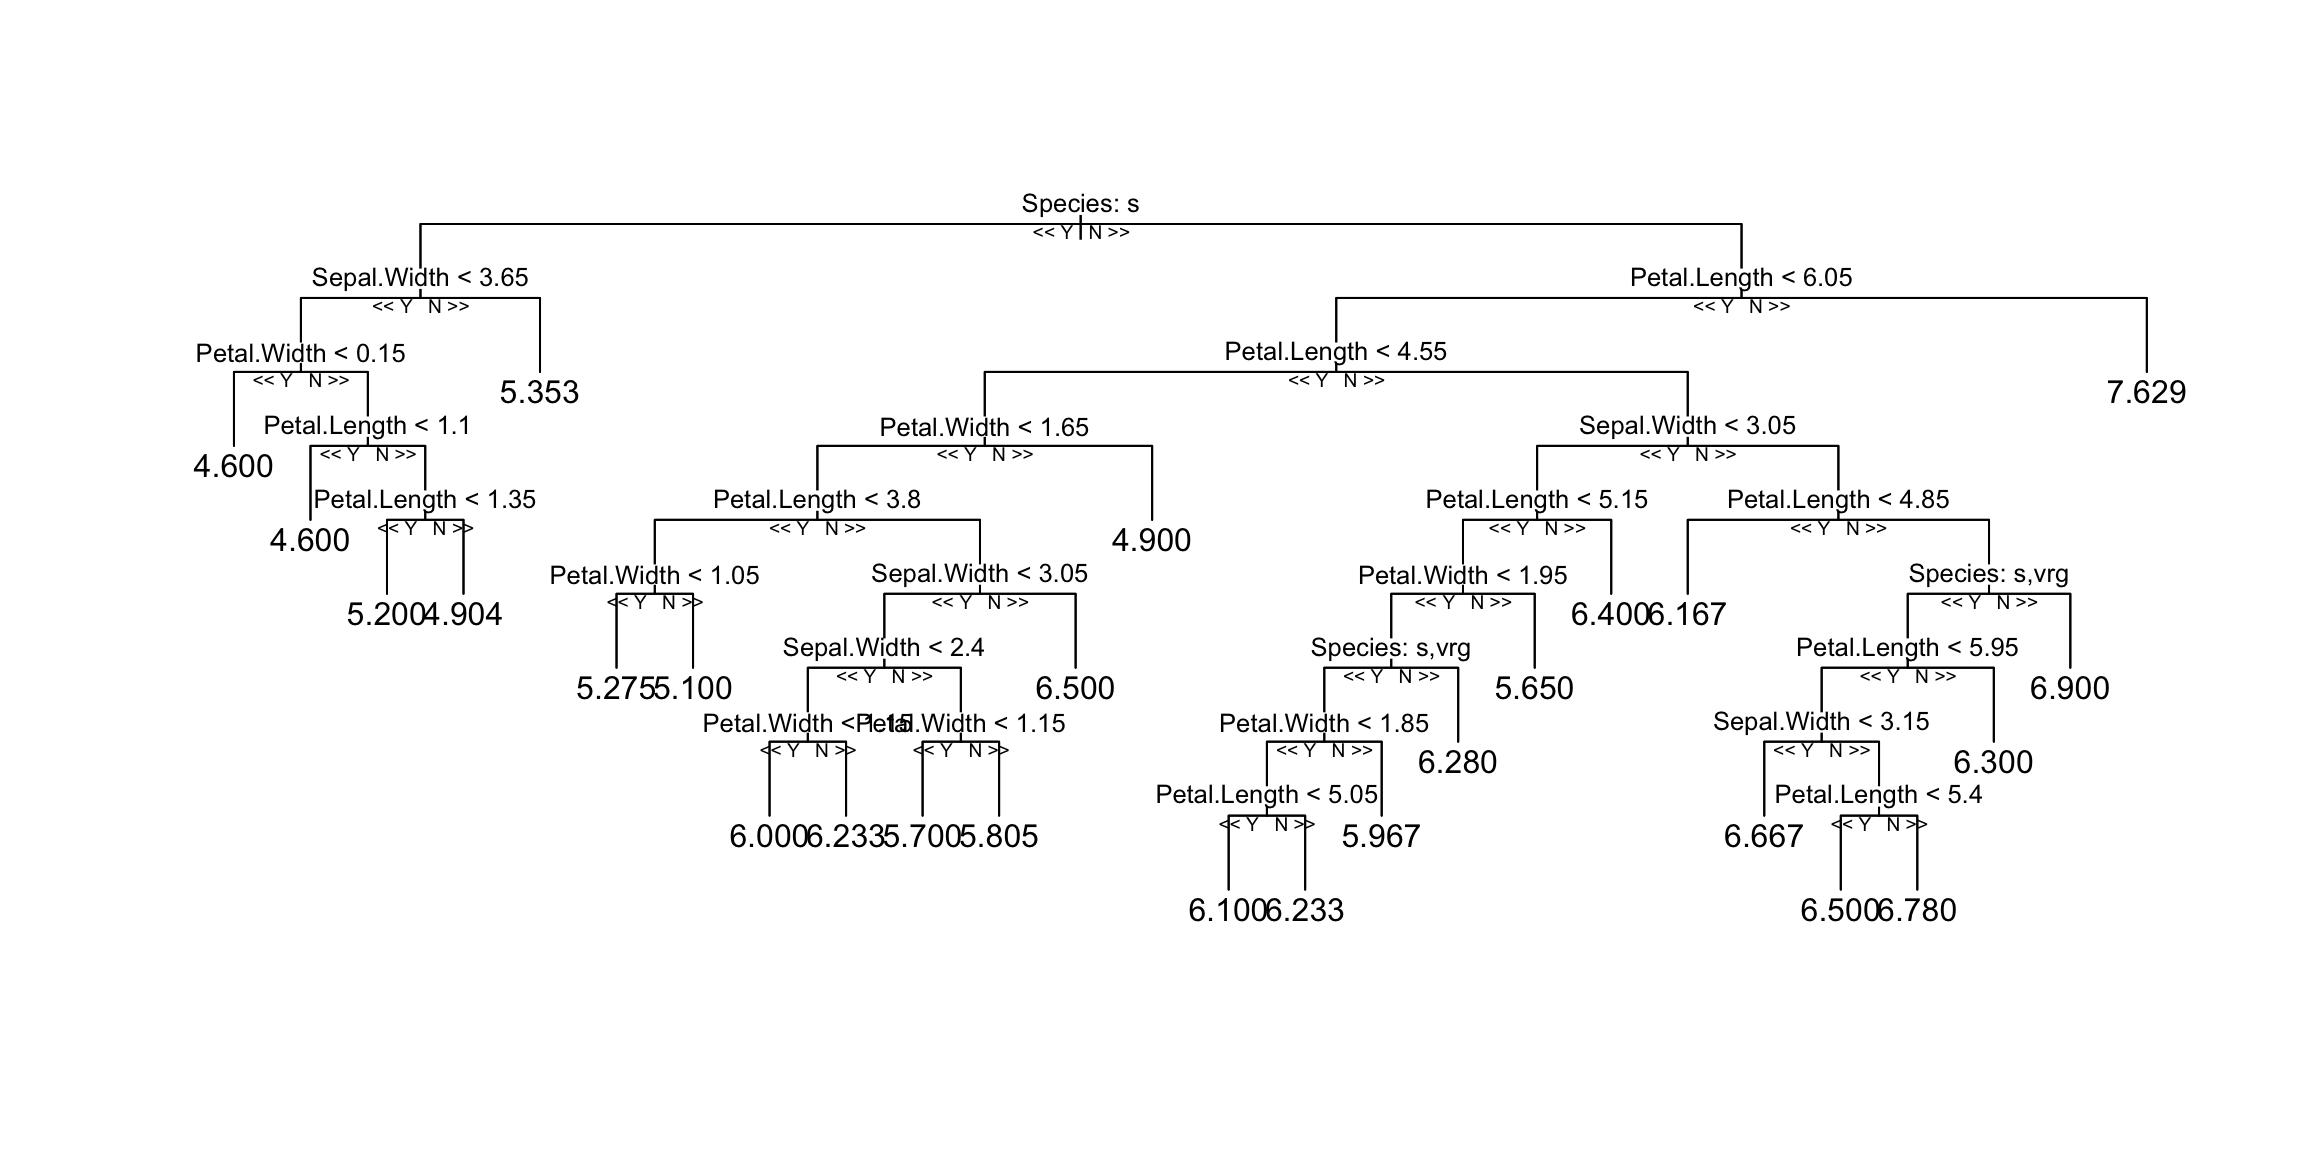 Species: s
<< Y N >>
Sepal.Width < 3.65
Petal.Length < 6.05
<< Y N >>
<< Y N >>
Petal.Width < 0.15
Petal.Length < 4.55
<< Y N >>
5.353
<< Y N >>
7.629
Petal.Length < 1.1
Petal.Width < 1.65
Sepal.Width < 3.05
<< Y N >>
<< Y N >>
<< Y N >>
4.600
Petal.Length < 1.35
Petal.Length < 3.8
Petal.Length < 5.15
Petal.Length < 4.85
<< Y N >>
<< Y N >>
<< Y N >>
<< Y N >>
4.600
4.900
Petal.Width < 1.05
Sepal.Width < 3.05
Petal.Width < 1.95
Species: s,vrg
<< Y N >>
<< Y N >>
<< Y N >>
<< Y N >>
5.200
4.904
6.400
6.167
Sepal.Width < 2.4
Species: s,vrg
Petal.Length < 5.95
<< Y N >>
<< Y N >>
<< Y N >>
5.275
5.100
6.500
5.650
6.900
Petal.Width < 1.15
Petal.Width < 1.15
Petal.Width < 1.85
Sepal.Width < 3.15
<< Y N >>
<< Y N >>
<< Y N >>
<< Y N >>
6.280
6.300
Petal.Length < 5.05
Petal.Length < 5.4
<< Y N >>
<< Y N >>
6.000
6.233
5.700
5.805
5.967
6.667
6.100
6.233
6.500
6.780